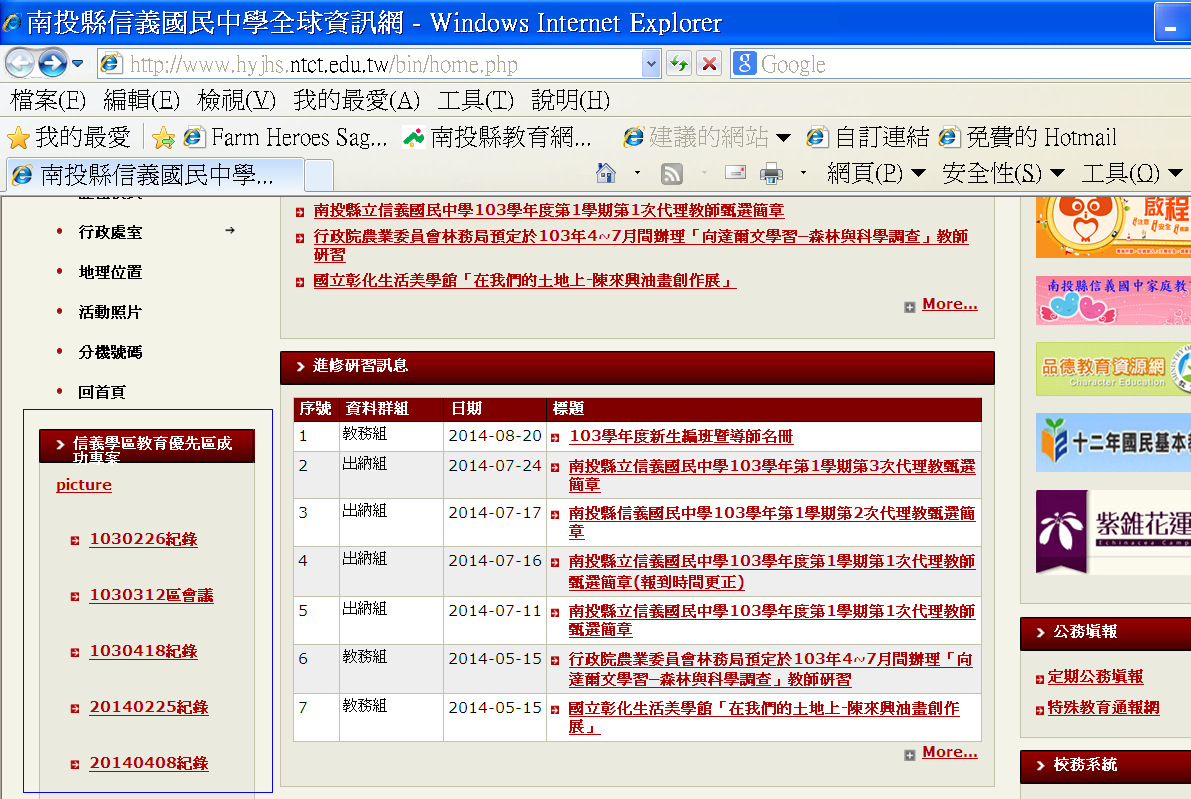 南投縣信義國民中學全球資訊網 - Windows Internet Explorer
http://www.hyjhs.ntct.edu.tw/bin/home.php
Google
檔案(F) 編輯(E) 檢視(V) 我的最愛(A) 工具(T) 說明(H)
我的最愛 Farm Heroes Sag... 南投縣教育網... 建議的網站 自訂連結 免費的 Hotmail
南投縣信義國民中學... 網頁(P) 安全性(S) 工具(O)
行政處室
地理位置
活動照片
分機號碼
回首頁
信義學區教育優先區成
功專案
picture
1030226紀錄
1030312區會議
1030418紀錄
20140225紀錄
20140408紀錄
南投縣立信義國民中學103學年度第1學期第1次代理教師甄選簡章
行政院農業委員會林務局預定於103年4~7月間辦理「向達爾文學習─森林與科學調查」教師
研習
國立彰化生活美學館「在我們的土地上-陳來興油畫創作展」
More...
進修研習訊息
序號 資料群組 日期 標題
1 教務組 2014-08-20 103學年度新生編班暨導師名冊
2 出納組 2014-07-24 南投縣立信義國民中學103學年第1學期第3次代理教甄選
簡章
3 出納組 2014-07-17 南投縣信義國民中學103學年第1學期第2次代理教甄選簡
章
4 出納組 2014-07-16 南投縣立信義國民中學103學年度第1學期第1次代理教師
甄選簡章(報到時間更正)
5 出納組 2014-07-11 南投縣立信義國民中學103學年度第1學期第1次代理教師
甄選簡章
6 教務組 2014-05-15 行政院農業委員會林務局預定於103年4~7月間辦理「向
達爾文學習─森林與科學調查」教師研習
7 教務組 2014-05-15 國立彰化生活美學館「在我們的土地上-陳來興油畫創作
展」
More...
啟程
南投縣信義國中家庭教育
品德教育資源網
Character Education
十二年國民基本教
紫錐花運
Echinacea Camp
公務填報
定期公務填報
特殊教育通報網
校務系統